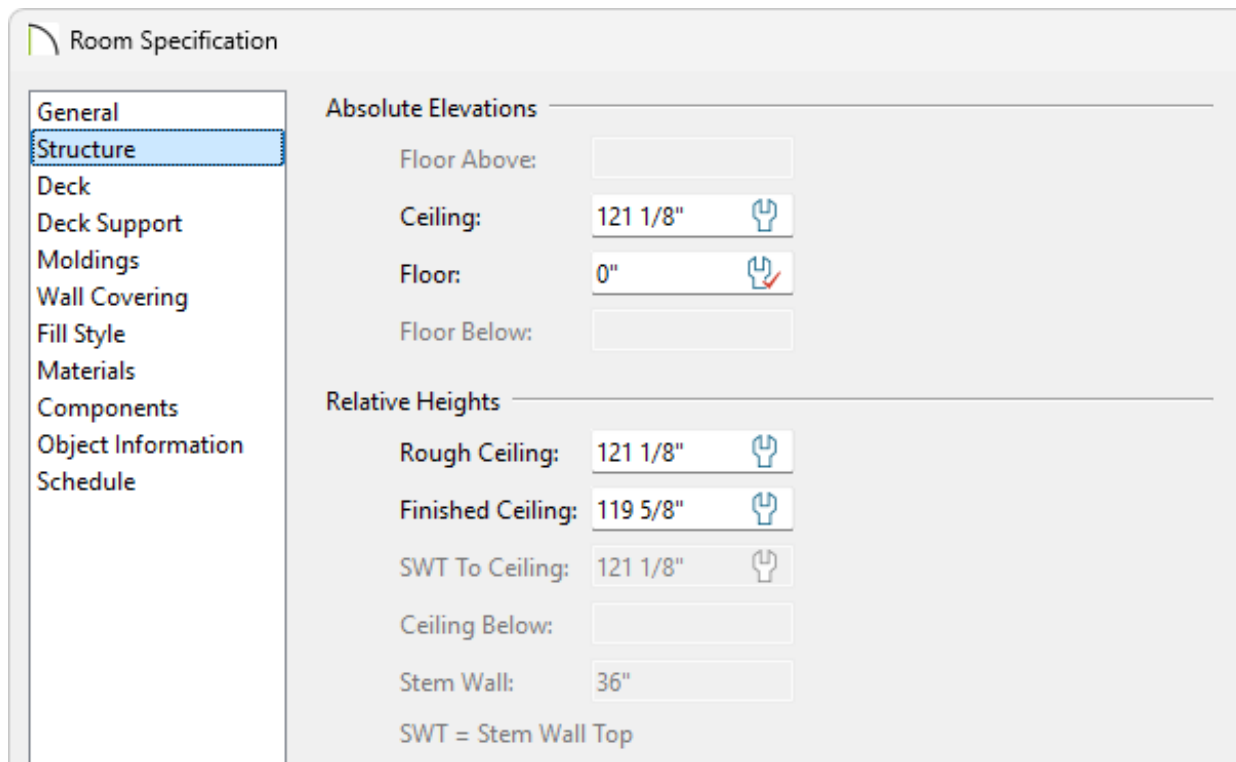 Room Specification
General
Structure
Deck
Deck Support
Moldings
Wall Covering
Fill Style
Materials
Components
Object Information
Schedule
Absolute Elevations
Floor Above:
Ceiling: 121 1/8"
Floor: 0"
Floor Below:
Relative Heights
Rough Ceiling: 121 1/8"
Finished Ceiling: 119 5/8"
SWT To Ceiling: 121 1/8"
Ceiling Below:
Stem Wall: 36"
SWT = Stem Wall Top